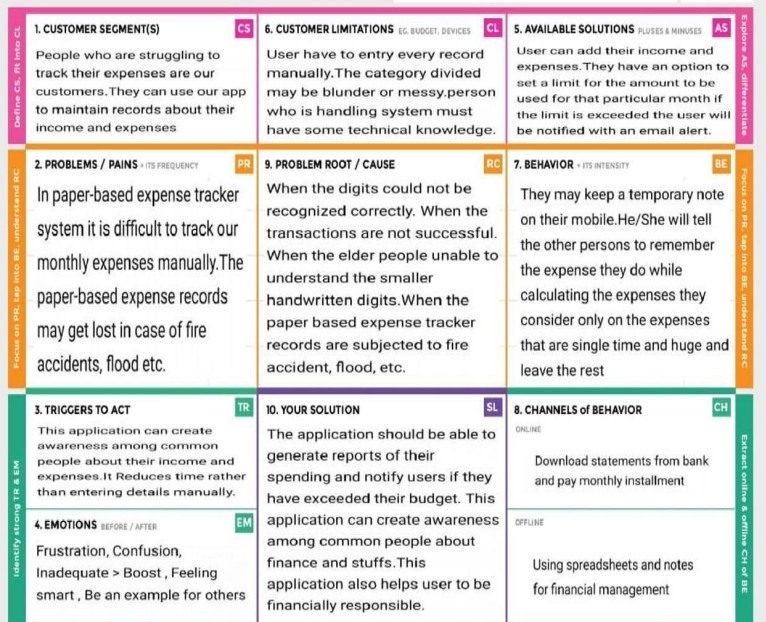 Define CS, fit into CL
1. CUSTOMER SEGMENT(S) CS
People who are struggling to
track their expenses are our
customers.They can use our app
to maintain records about their
income and expenses
6. CUSTOMER LIMITATIONS EG. BUDGET, DEVICES CL
User have to entry every record
manually.The category divided
may be blunder or messy.person
who is handling system must
have some technical knowledge.
5. AVAILABLE SOLUTIONS PLUSES & MINUSES AS
User can add their income and
expenses.They have an option to
set a limit for the amount to be
used for that particular month if
the limit is exceeded the user will
be notified with an email alert.
Explore AS, differentiate
Focus on PR, tap into BE, understand RC
2. PROBLEMS / PAINS + ITS FREQUENCY PR
In paper-based expense tracker
system it is difficult to track our
monthly expenses manually.The
paper-based expense records
may get lost in case of fire
accidents, flood etc.
9. PROBLEM ROOT / CAUSE RC
When the digits could not be
recognized correctly. When the
transactions are not successful.
When the elder people unable to
understand the smaller
handwritten digits.When the
paper based expense tracker
records are subjected to fire
accident, flood, etc.
7. BEHAVIOR + ITS INTENSITY BE
They may keep a temporary note
on their mobile.He/She will tell
the other persons to remember
the expense they do while
calculating the expenses they
consider only on the expenses
that are single time and huge and
leave the rest
Focus on PR, tap into BE, understand RC
Identify strong TR & EM
3. TRIGGERS TO ACT TR
This application can create
awareness among common
people about their income and
expenses.It Reduces time rather
than entering details manually.
4. EMOTIONS BEFORE / AFTER EM
Frustration, Confusion,
Inadequate > Boost , Feeling
smart , Be an example for others
10. YOUR SOLUTION SL
The application should be able to
generate reports of their
spending and notify users if they
have exceeded their budget. This
application can create awareness
among common people about
finance and stuffs.This
application also helps user to be
financially responsible.
8. CHANNELS of BEHAVIOR CH
ONLINE
Download statements from bank
and pay monthly installment
OFFLINE
Using spreadsheets and notes
for financial management
Extract online & offline CH of BE